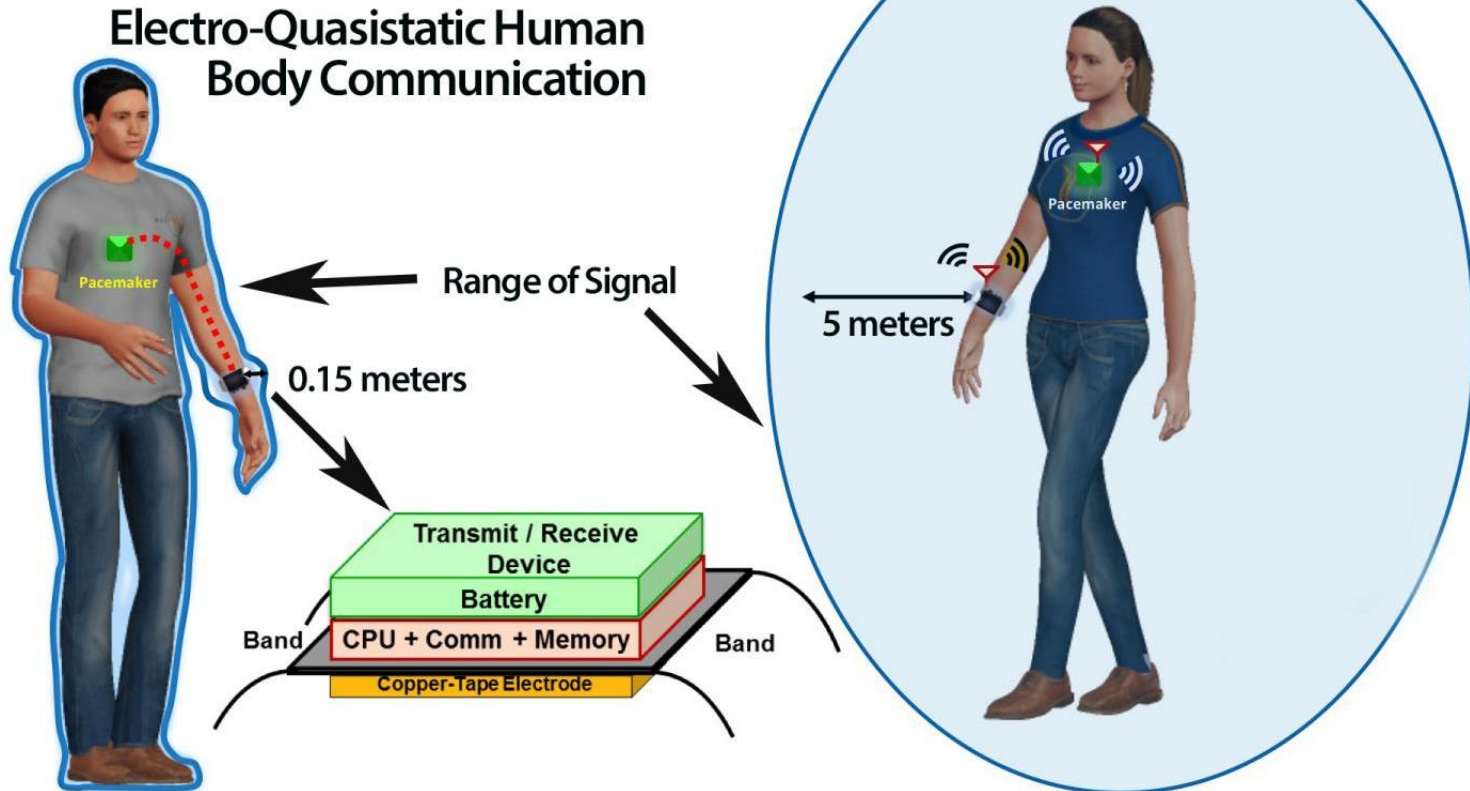 Electro-Quasistatic Human
Body Communication
Pacemaker
Pacemaker
Range of Signal
5 meters
0.15 meters
Transmit / Receive
Device
Battery
CPU + Comm + Memory
Band
Band
Copper-Tape Electrode